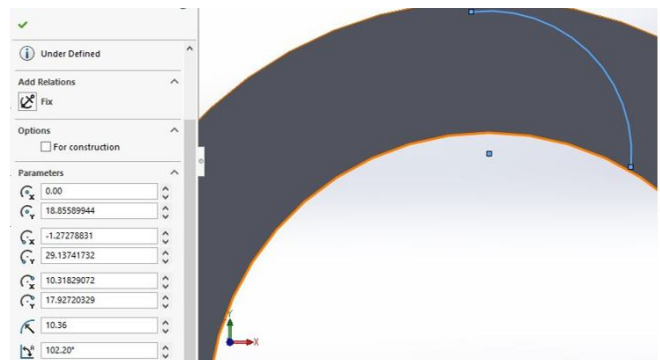 Under Defined
Add Relations
Fix
Options
For construction
Parameters
0.00
18.85589944
-1.27278831
29.13741732
10.31829072
17.92720329
10.36
102.20°
Y
X